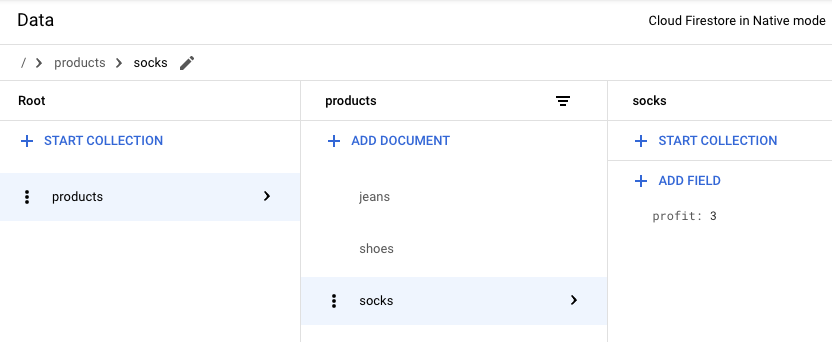 Data
Cloud Firestore in Native mode
/ > products > socks
Root
products
socks
+ START COLLECTION
+ ADD DOCUMENT
+ START COLLECTION
+ ADD FIELD
products
jeans
profit: 3
shoes
socks